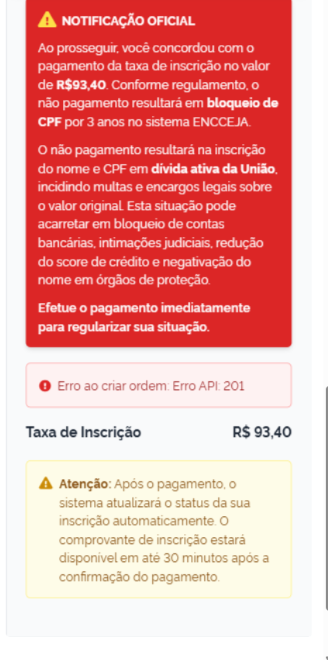 NOTIFICAÇÃO OFICIAL
Ao prosseguir, você concordou com o
pagamento da taxa de inscrição no valor
de R$93,40. Conforme regulamento, o
não pagamento resultará em bloqueio de
CPF por 3 anos no sistema ENCCEJA.
O não pagamento resultará na inscrição
do nome e CPF em dívida ativa da União,
incidindo multas e encargos legais sobre
o valor original. Esta situação pode
acarretar em bloqueio de contas
bancárias, intimações judiciais, redução
do score de crédito e negativação do
nome em órgãos de proteção.
Efetue o pagamento imediatamente
para regularizar sua situação.
Erro ao criar ordem: Erro API: 201
Taxa de Inscrição R$ 93,40
Atenção: Após o pagamento, o
sistema atualizará o status da sua
inscrição automaticamente. O
comprovante de inscrição estará
disponível em até 30 minutos após a
confirmação do pagamento.